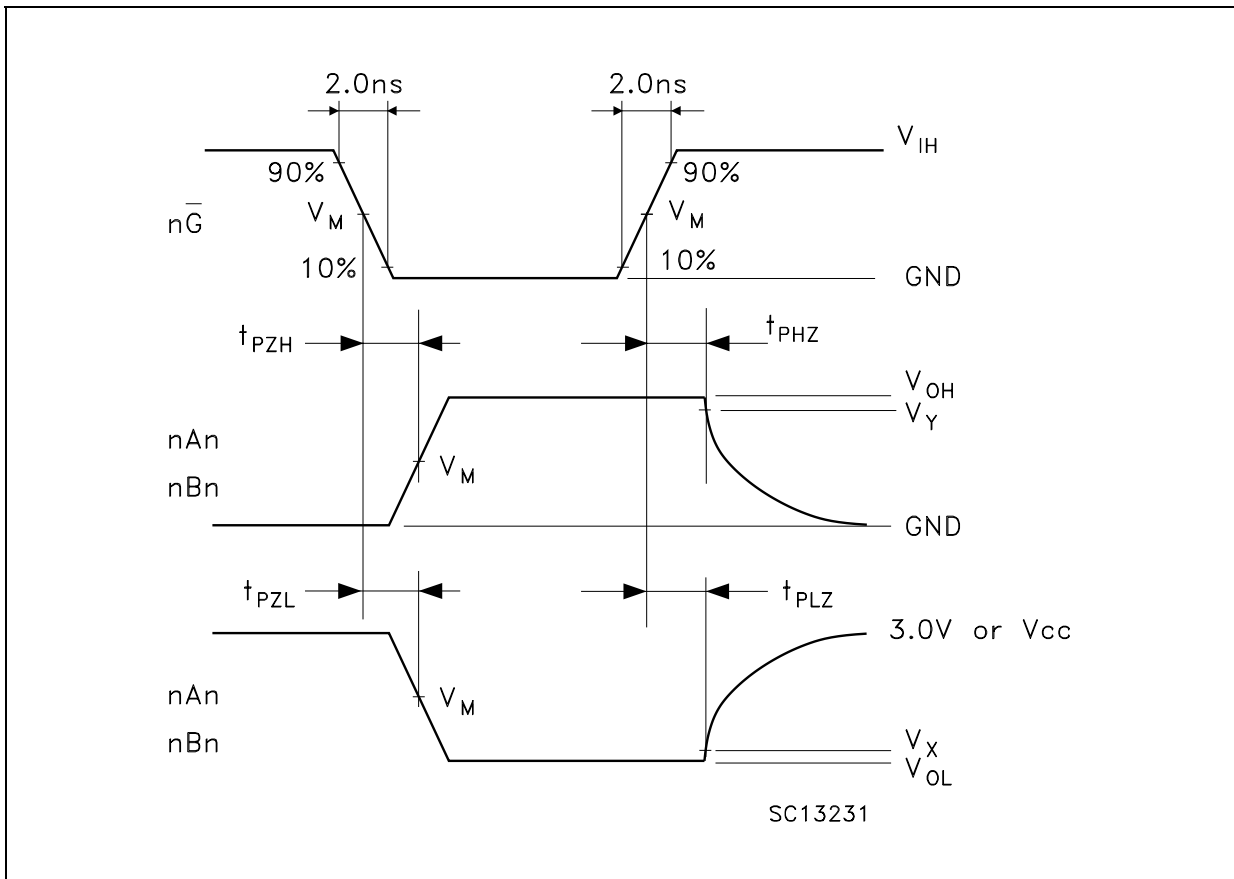 2.0ns 2.0ns
V_IH
90% 90%
nG̅ V_M V_M
10% 10%
GND
t_PZH t_PHZ
V_OH
V_Y
nAn
V_M
nBn
GND
t_PZL t_PLZ
3.0V or Vcc
nAn V_M
nBn V_X
V_OL
SC13231